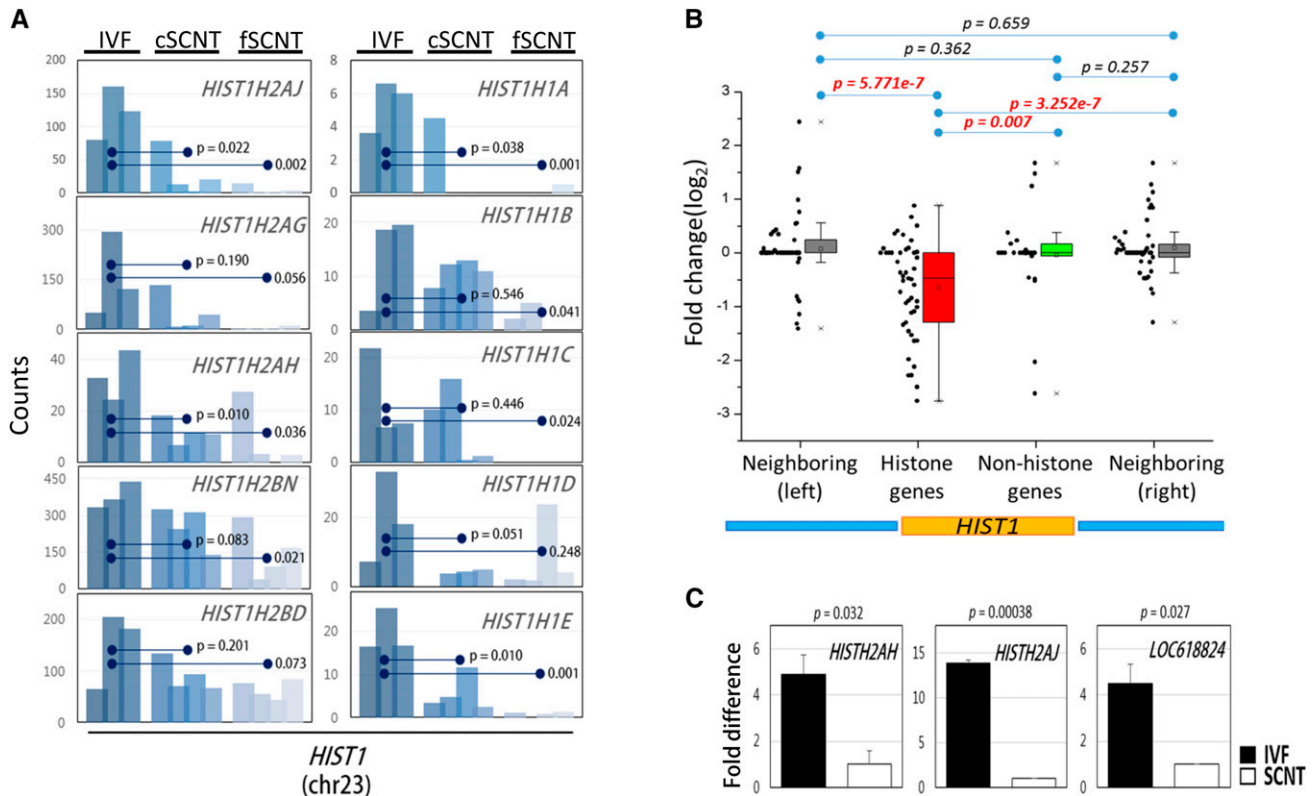 A
IVF cSCNT fSCNT
IVF cSCNT fSCNT
Counts
200
150
100
50
0
HIST1H2AJ
p = 0.022
0.002
8
6
4
2
0
HIST1H1A
p = 0.038
0.001
300
150
0
HIST1H2AG
p = 0.190
0.056
20
10
0
HIST1H1B
p = 0.546
0.041
40
20
0
HIST1H2AH
p = 0.010
0.036
20
10
0
HIST1H1C
p = 0.446
0.024
450
300
150
0
HIST1H2BN
p = 0.083
0.021
30
20
10
0
HIST1H1D
p = 0.051
0.248
200
100
0
HIST1H2BD
p = 0.201
0.073
30
20
10
0
HIST1H1E
p = 0.010
0.001
HIST1
(chr23)
B
p = 0.659
p = 0.362
p = 0.257
p = 5.771e-7
p = 3.252e-7
p = 0.007
Fold change(log2)
3
2
1
0
-1
-2
-3
Neighboring
(left)
Histone
genes
Non-histone
genes
Neighboring
(right)
HIST1
C
Fold difference
p = 0.032
6
4
2
0
HISTH2AH
p = 0.00038
15
10
5
0
HISTH2AJ
p = 0.027
6
4
2
0
LOC618824
IVF
SCNT